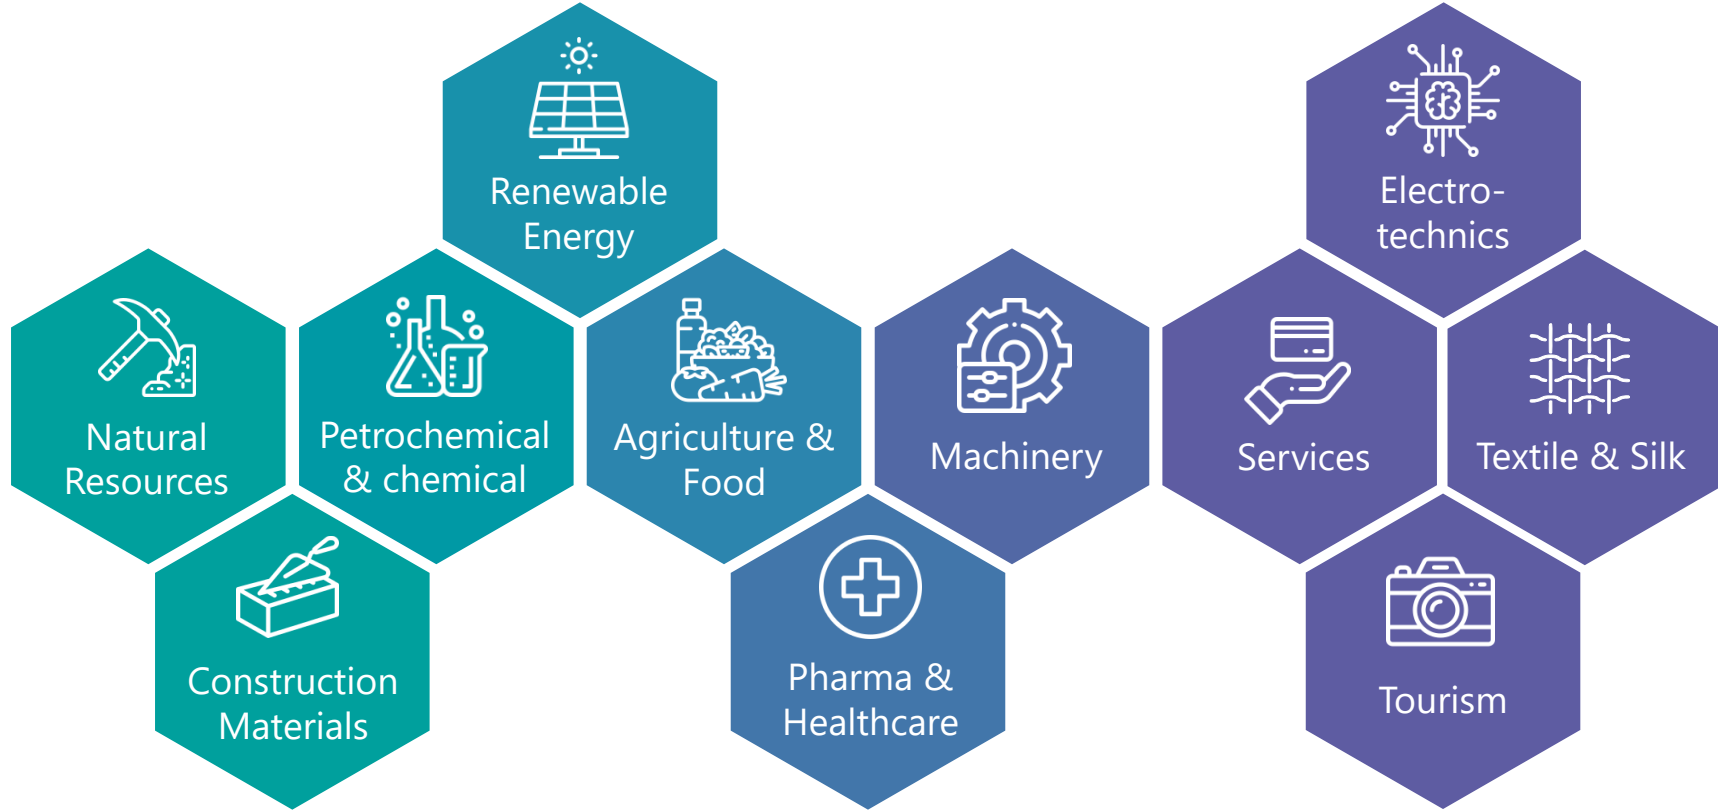 Renewable
Energy
Electro-
technics
Natural
Resources
Petrochemical
& chemical
Agriculture &
Food
Machinery
Services
Textile & Silk
Construction
Materials
Pharma &
Healthcare
Tourism